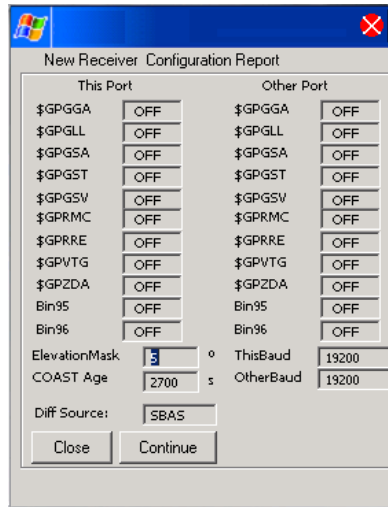 New Receiver Configuration Report
This Port Other Port
$GPGGA OFF $GPGGA OFF
$GPGLL OFF $GPGLL OFF
$GPGSA OFF $GPGSA OFF
$GPGST OFF $GPGST OFF
$GPGSV OFF $GPGSV OFF
$GPRMC OFF $GPRMC OFF
$GPRRE OFF $GPRRE OFF
$GPVTG OFF $GPVTG OFF
$GPZDA OFF $GPZDA OFF
Bin95 OFF Bin95 OFF
Bin96 OFF Bin96 OFF
ElevationMask 5 º ThisBaud 19200
COAST Age 2700 s OtherBaud 19200
Diff Source: SBAS
Close Continue